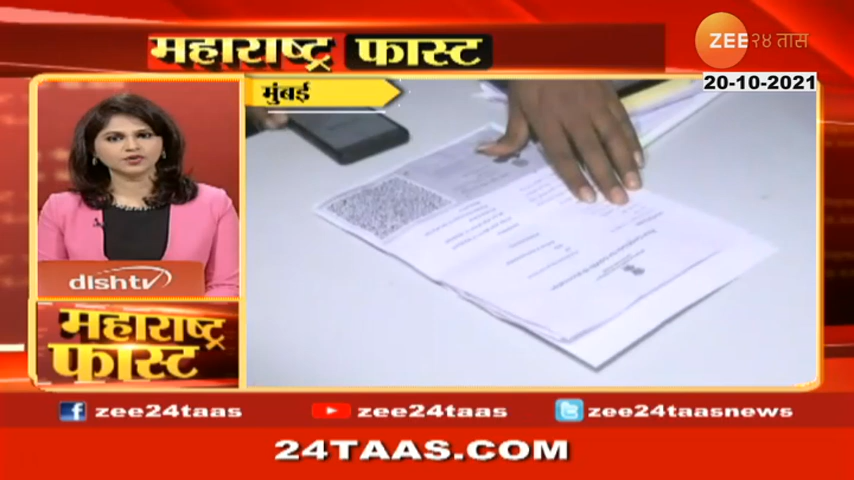 महाराष्ट्र फास्ट
ZEE २४ तास
20-10-2021
मुंबई
dishtv
महाराष्ट्र
फास्ट
zee24taas
zee24taas
zee24taasnews
24TAAS.COM